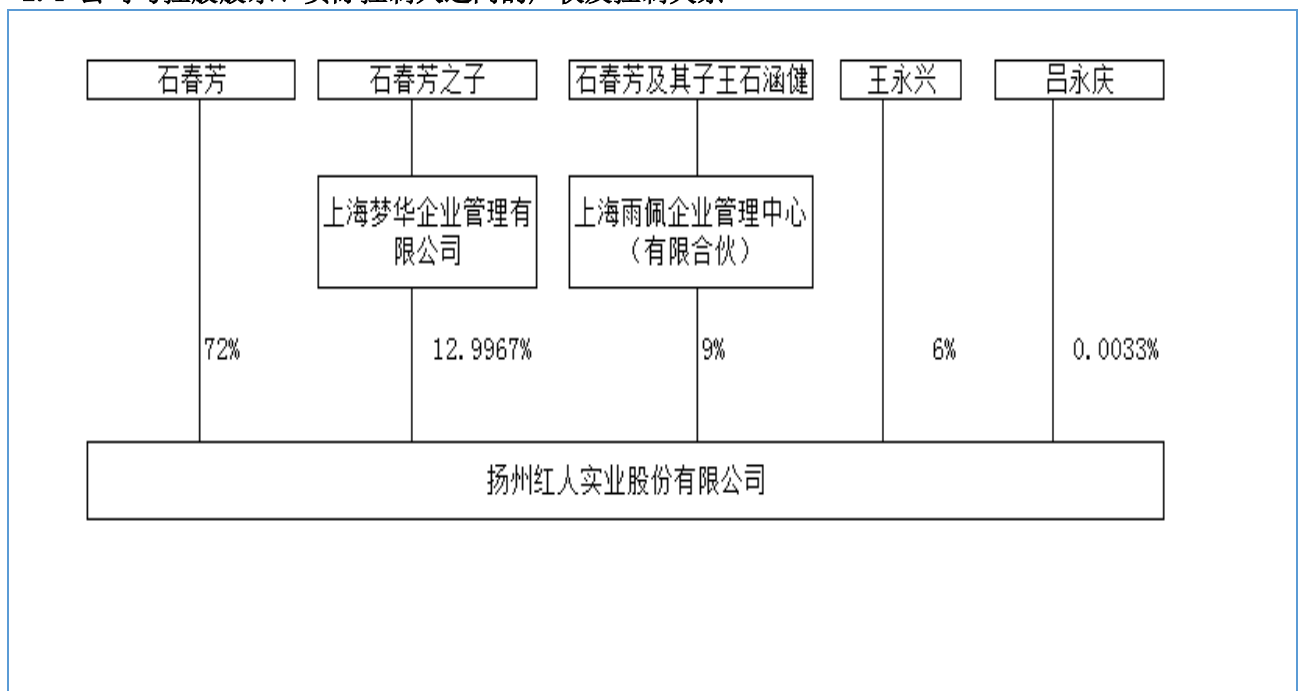 石春芳
石春芳之子
石春芳及其子王石涵健
王永兴
吕永庆
上海梦华企业管理有
限公司
上海雨佩企业管理中心
（有限合伙）
72%
12.9967%
9%
6%
0.0033%
扬州红人实业股份有限公司